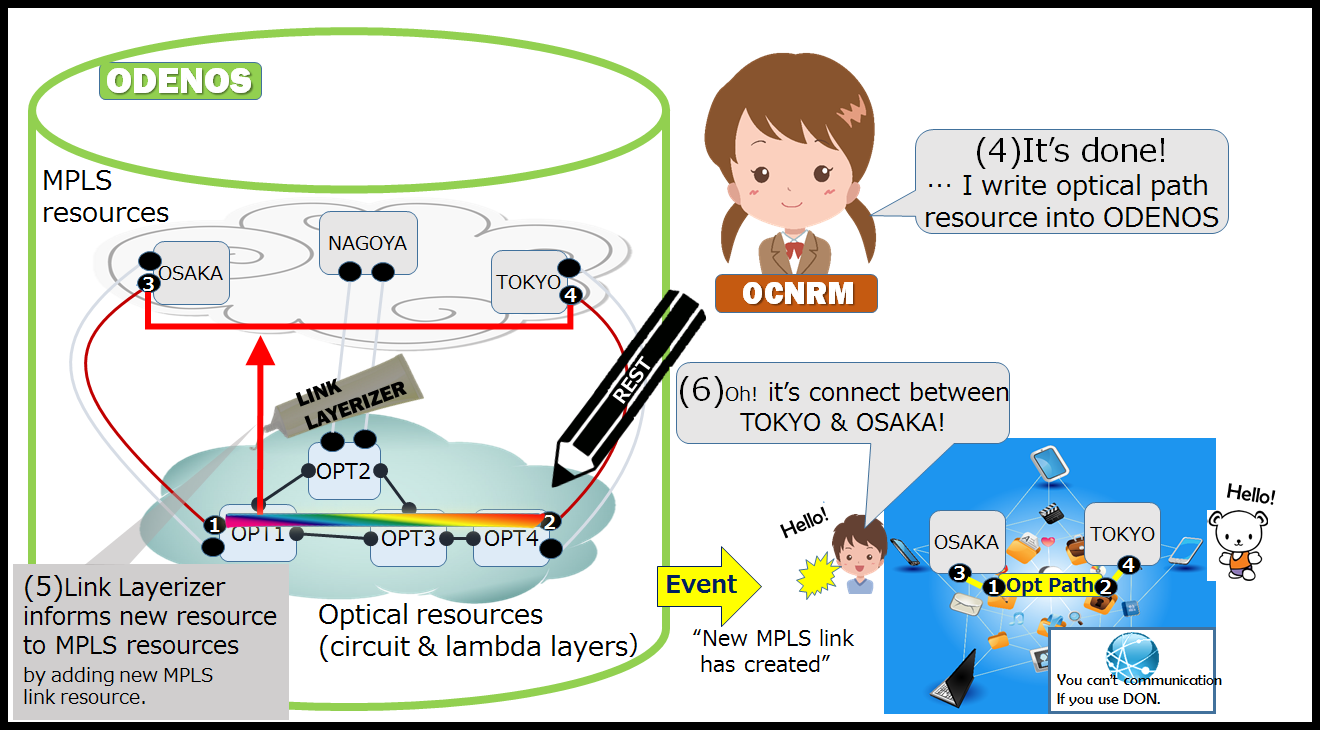 ODENOS
MPLS
resources
OSAKA
NAGOYA
TOKYO
3
4
LINK
LAYERIZER
REST
OPT2
1
OPT1
OPT3
OPT4
2
Optical resources
(circuit & lambda layers)
(5)Link Layerizer
informs new resource
to MPLS resources
by adding new MPLS
link resource.
OCNRM
(4)It's done!
… I write optical path
resource into ODENOS
(6)Oh! it's connect between
TOKYO & OSAKA!
Hello!
Event
"New MPLS link
has created"
OSAKA
TOKYO
3
4
1
Opt Path
2
Hello!
You can't communication
If you use DON.